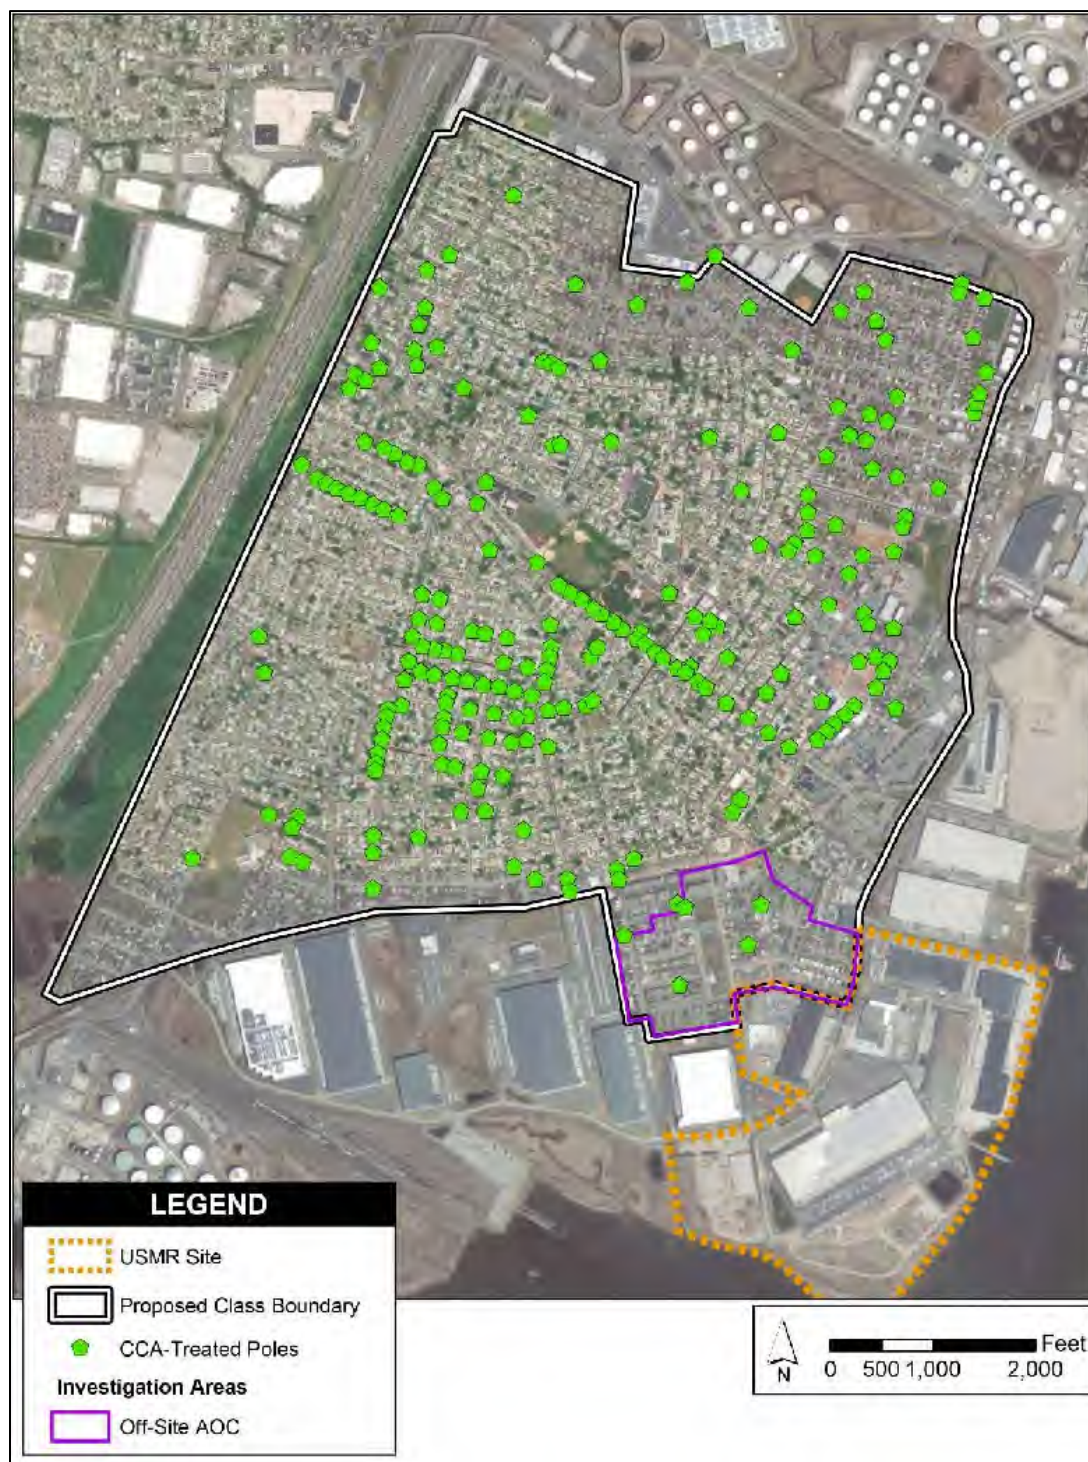 LEGEND
USMR Site
Proposed Class Boundary
CCA-Treated Poles
Investigation Areas
Off-Site AOC
N
Feet
0 500 1,000 2,000